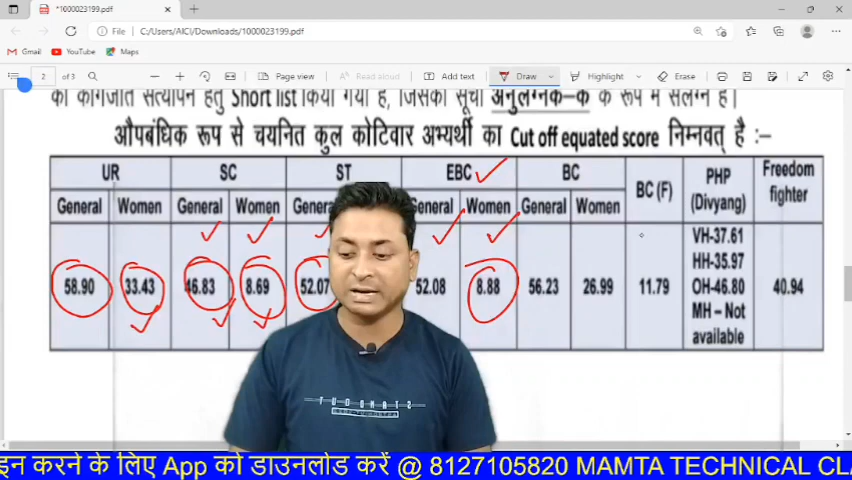 *1000023199.pdf
File C:/Users/AICI/Downloads/1000023199.pdf
Gmail YouTube Maps
2 of 3 Page view Read aloud Add text Draw Highlight Erase
का कागजात सत्यापन हेतु Short list किया गया है, जिसकी सूची अनुलग्नक–क के रूप में संलग्न है।
औपबंधिक रूप से चयनित कुल कोटिवार अभ्यर्थी का Cut off equated score निम्नवत् है :–
UR SC ST EBC BC BC (F) PHP (Divyang) Freedom fighter
General Women General Women General Women General Women
58.90 33.43 46.83 8.69 52.07 52.08 8.88 56.23 26.99 11.79 40.94
VH-37.61
HH-35.97
OH-46.80
MH – Not
available
इन करने के लिए App को डाउनलोड करें @ 8127105820 MAMTA TECHNICAL CLA